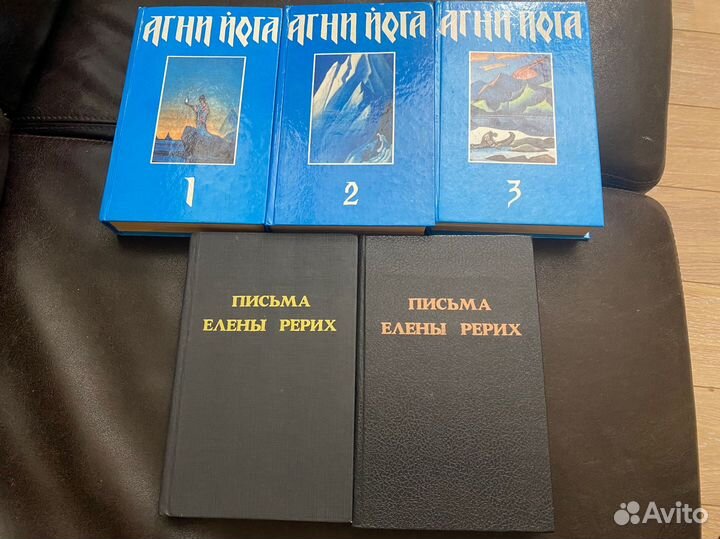 АГНИ ЙОГА
1
АГНИ ЙОГА
2
АГНИ ЙОГА
3
ПИСЬМА
ЕЛЕНЫ РЕРИХ
ПИСЬМА
ЕЛЕНЫ РЕРИХ
Avito